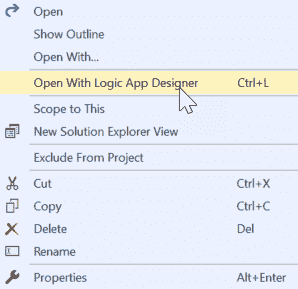 Open
Show Outline
Open With...
Open With Logic App Designer Ctrl+L
Scope to This
New Solution Explorer View
Exclude From Project
Cut Ctrl+X
Copy Ctrl+C
Delete Del
Rename
Properties Alt+Enter